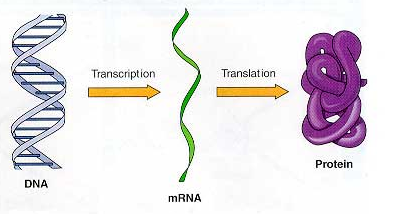 Transcription
Translation
Protein
DNA
mRNA